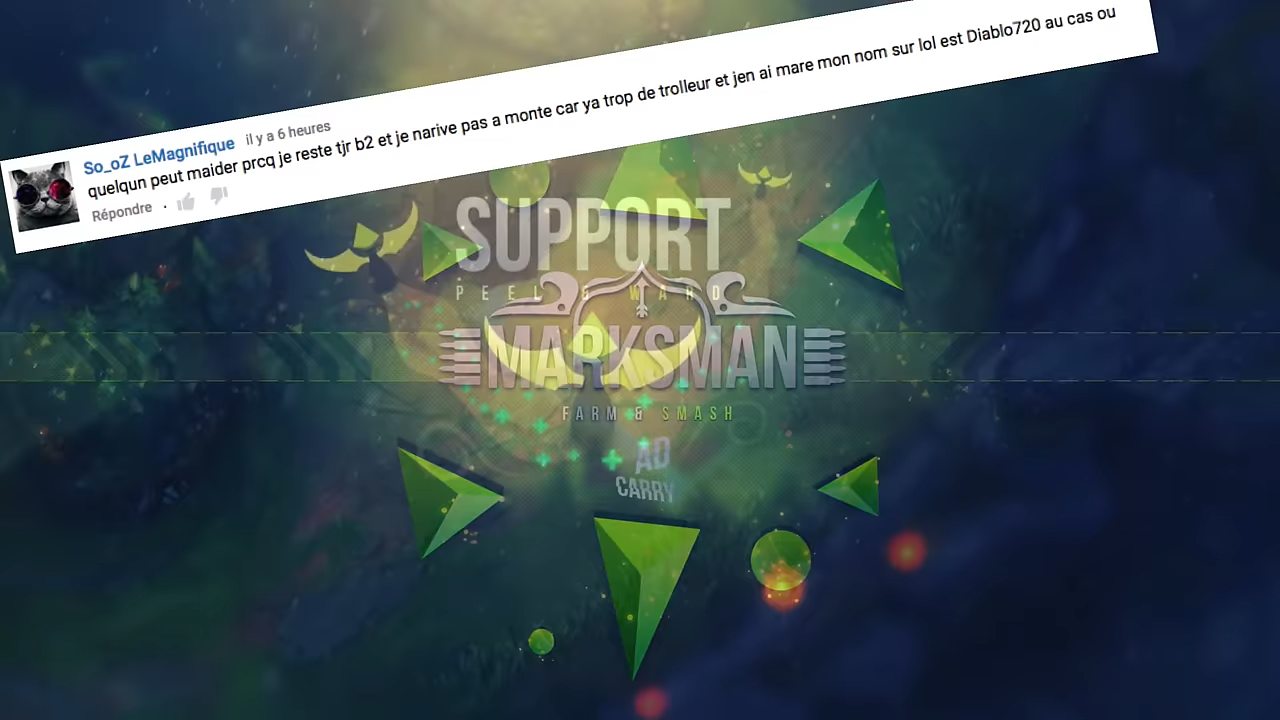 So_oZ LeMagnifique il y a 6 heures
quelqun peut maider prcq je reste tjr b2 et je narive pas a monte car ya trop de trolleur et jen ai mare mon nom sur lol est Diablo720 au cas ou
Répondre
SUPPORT
PEEL & WARD
MARKSMAN
FARM & SMASH
AD
CARRY